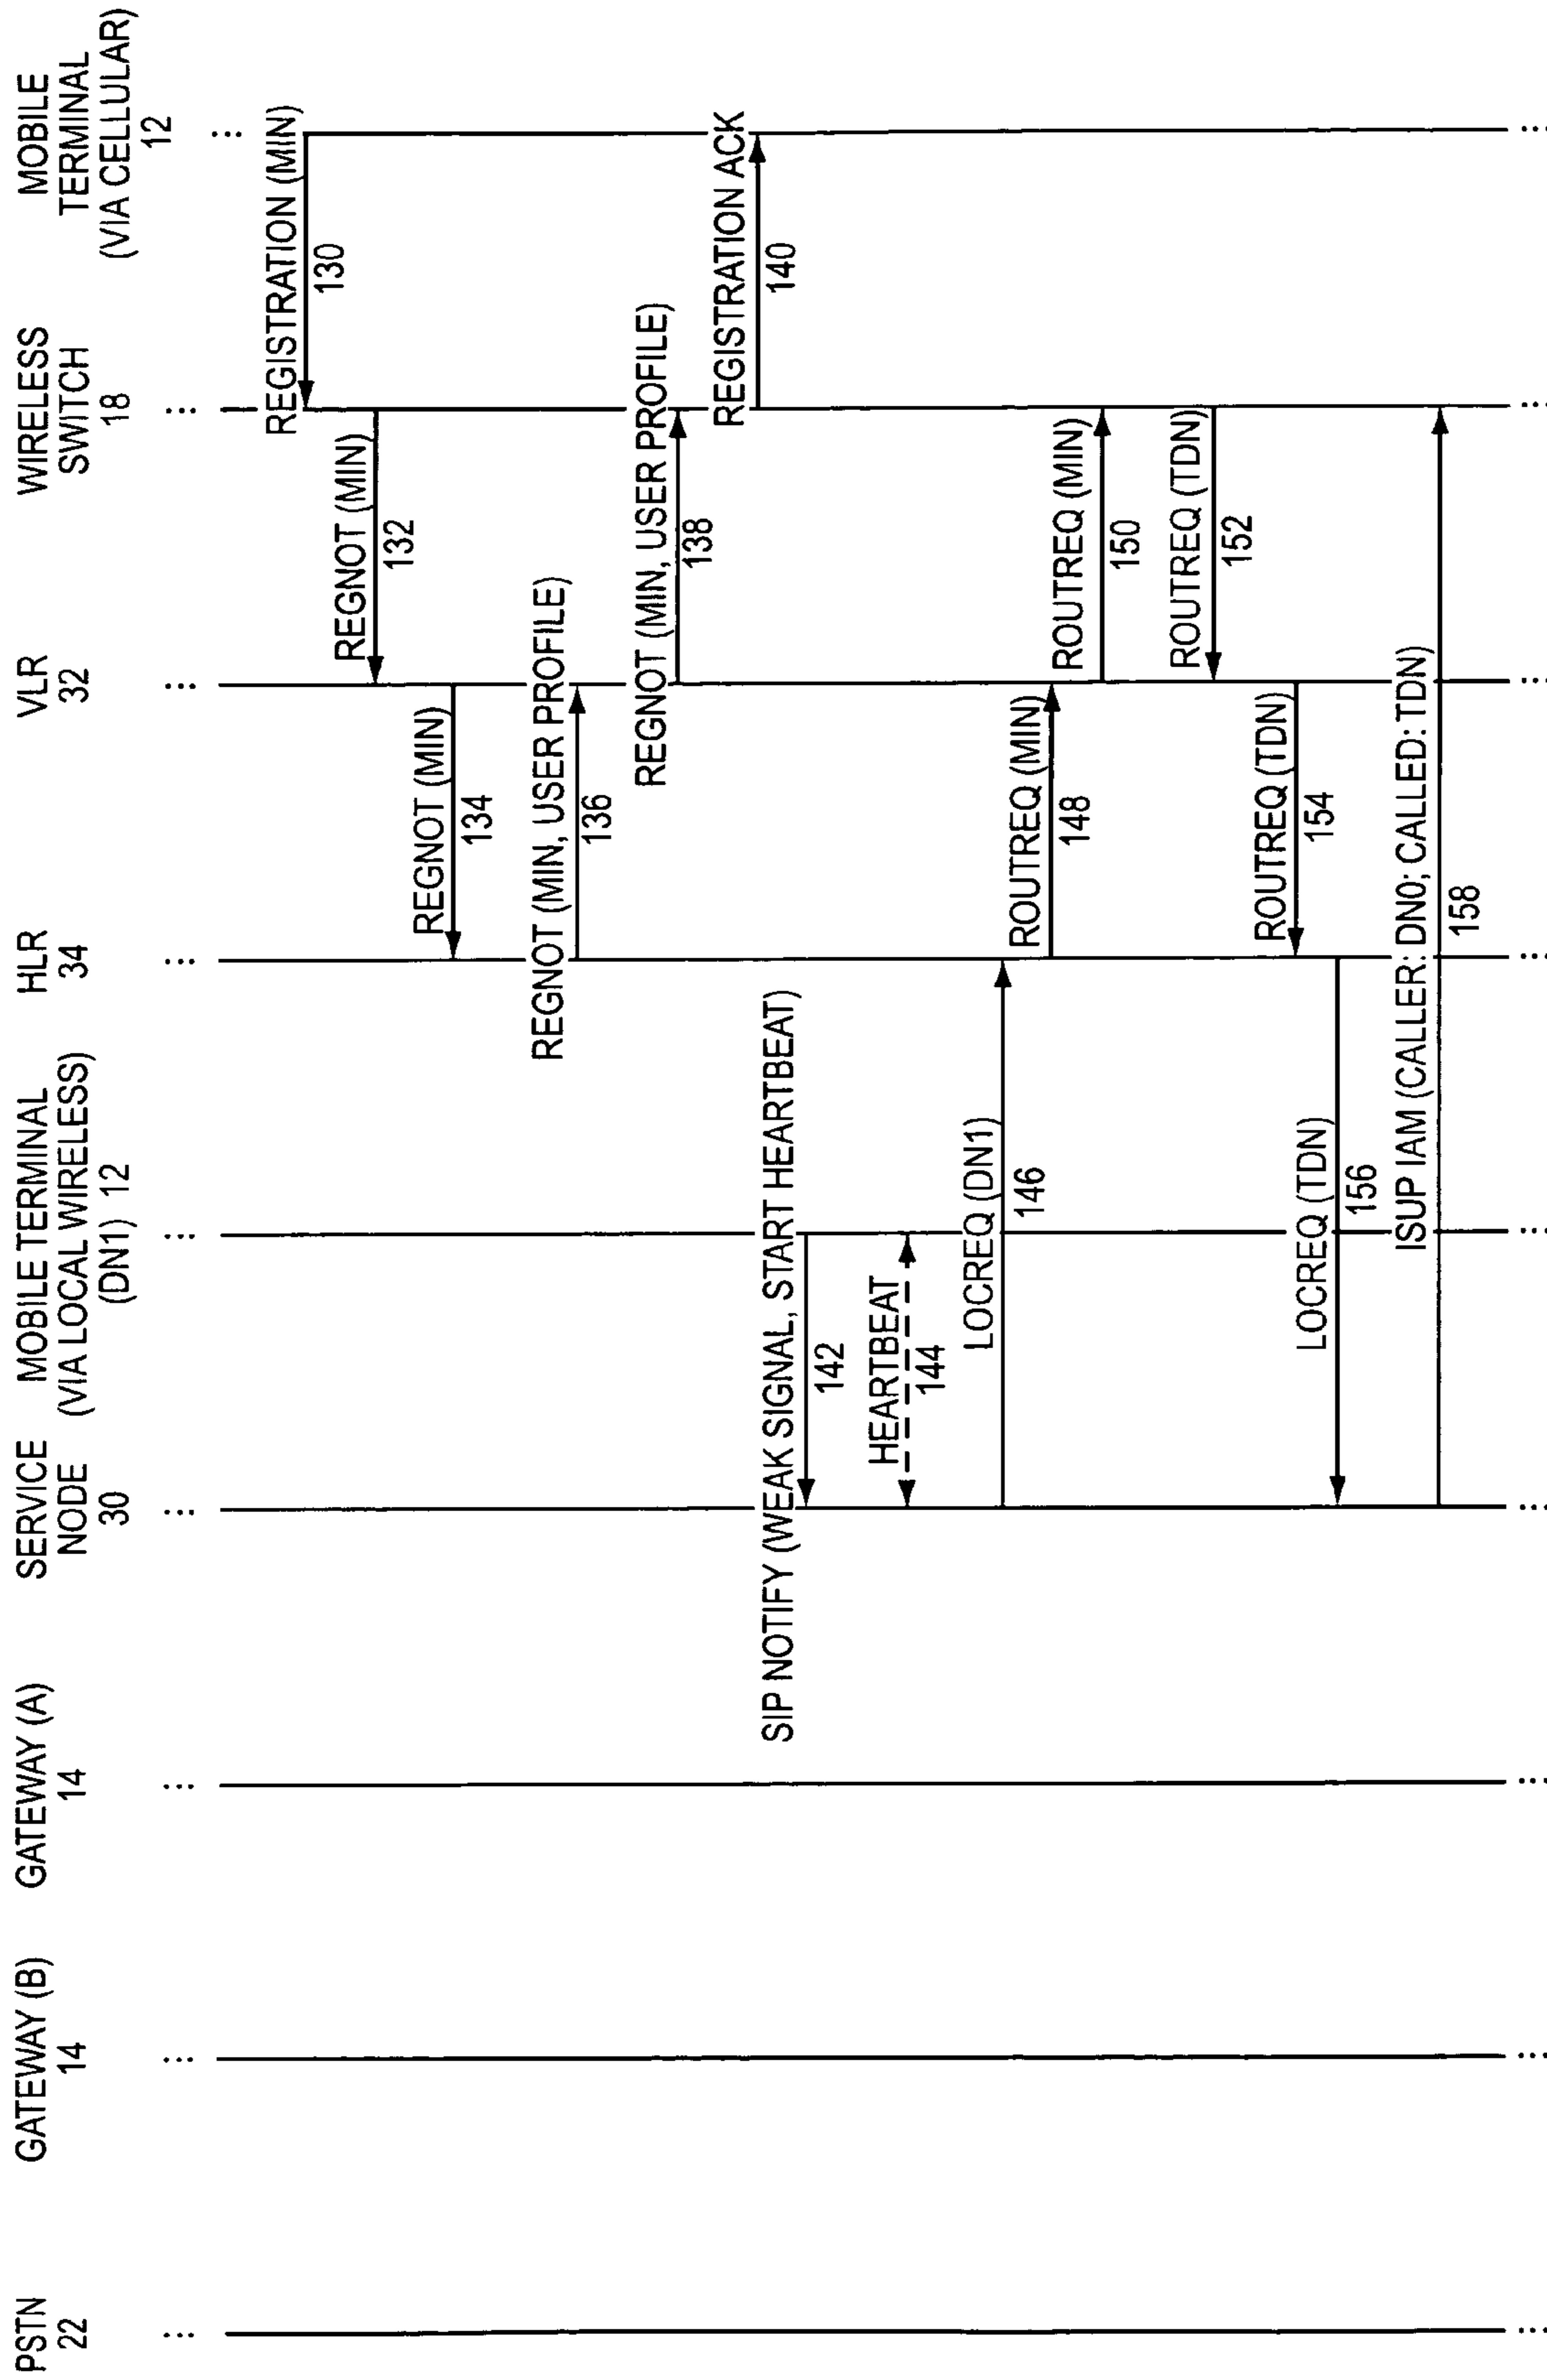 PSTN
22
GATEWAY (B)
14
GATEWAY (A)
14
SERVICE
NODE
30
MOBILE TERMINAL
(VIA LOCAL WIRELESS)
(DN1) 12
HLR
34
VLR
32
WIRELESS
SWITCH
18
MOBILE
TERMINAL
(VIA CELLULAR)
12
REGISTRATION (MIN)
130
REGNOT (MIN)
132
REGNOT (MIN)
134
REGNOT (MIN, USER PROFILE)
136
REGNOT (MIN, USER PROFILE)
138
REGISTRATION ACK
140
SIP NOTIFY (WEAK SIGNAL, START HEARTBEAT)
142
HEARTBEAT
144
LOCREQ (DN1)
146
ROUTREQ (MIN)
148
ROUTREQ (MIN)
150
ROUTREQ (TDN)
152
ROUTREQ (TDN)
154
LOCREQ (TDN)
156
ISUP IAM (CALLER: DN0; CALLED: TDN)
158